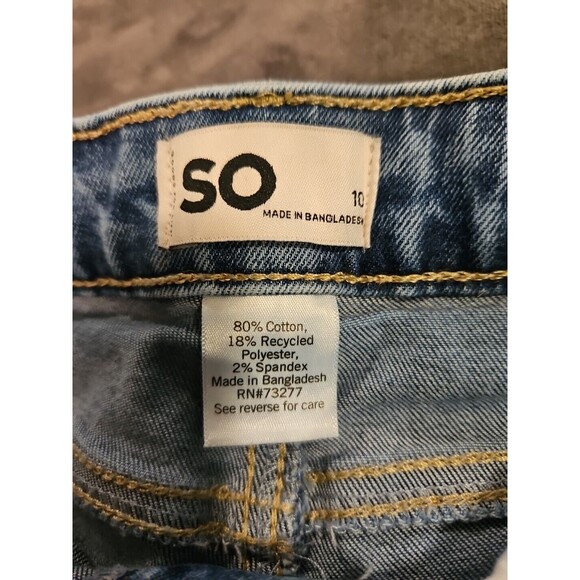 SO
10
MADE IN BANGLADESH
80% Cotton,
18% Recycled
Polyester,
2% Spandex
Made in Bangladesh
RN#73277
See reverse for care